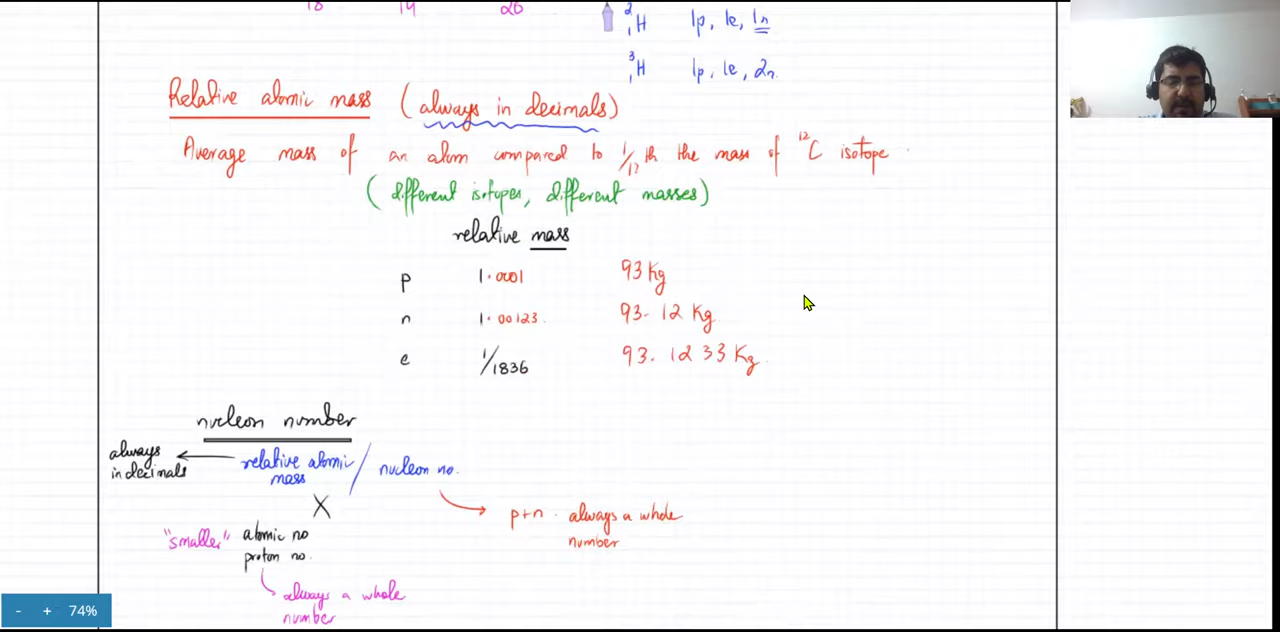 18 14 20
²₁H 1p, 1e, 1n
³₁H 1p, 1e, 2n
Relative atomic mass (always in decimals)
Average mass of an atom compared to 1/12 th the mass of ¹²C isotope.
(different isotopes, different masses)
relative mass
p 1.0001 93 Kg
n 1.00123. 93.12 Kg
e 1/1836 93.1233 Kg.
nucleon number
always in decimals ← relative atomic mass / nucleon no.
X
p+n. always a whole number
"smaller" atomic no
proton no.
always a whole number
- + 74%